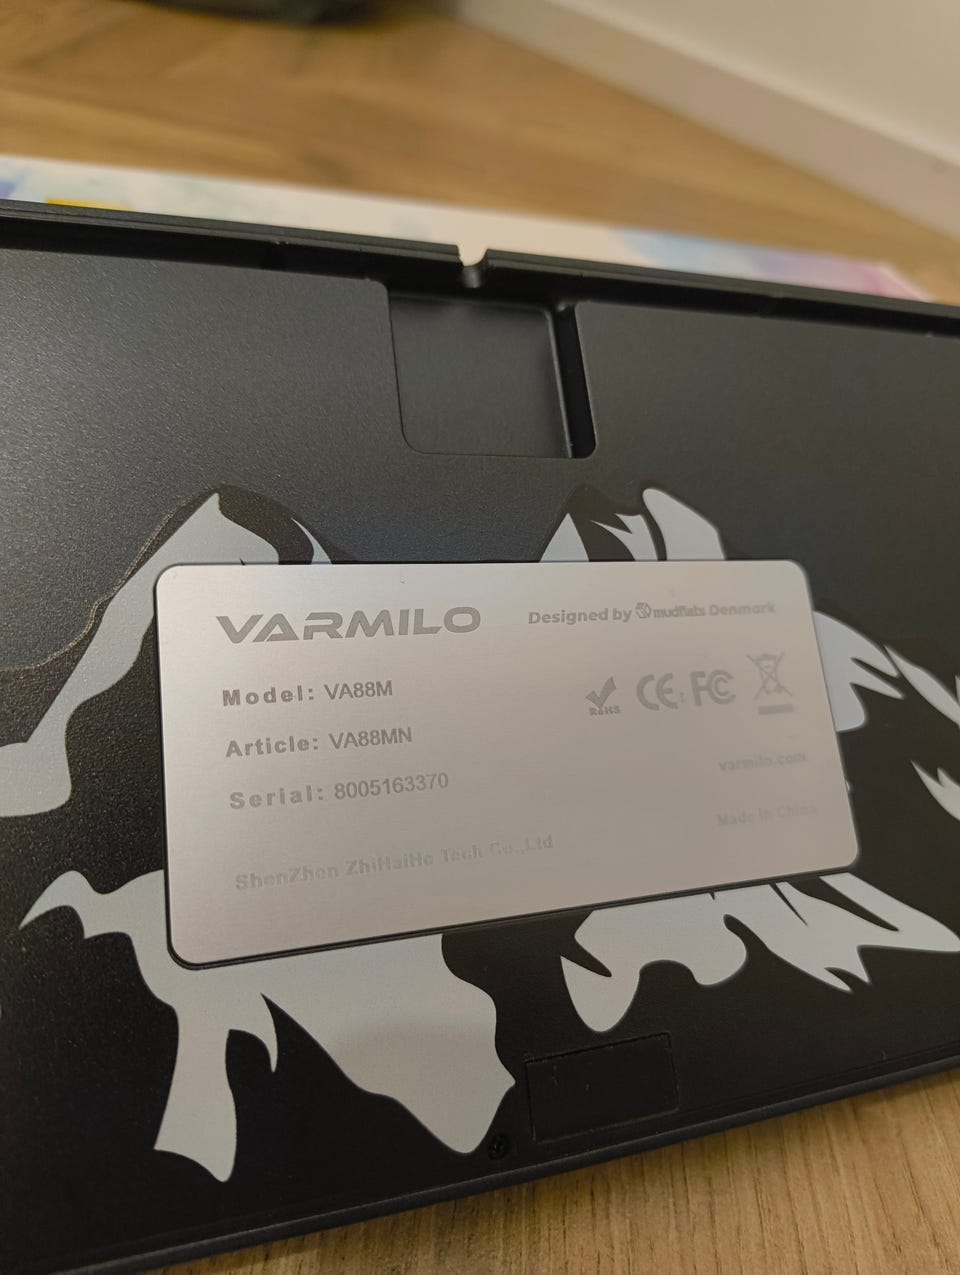 VARMILO
Designed by mudflats Denmark
Model: VA88M
Article: VA88MN
Serial: 8005163370
RoHS CE FC
varmilo.com
Made in China
ShenZhen ZhiHaiHe Tech Co.,Ltd